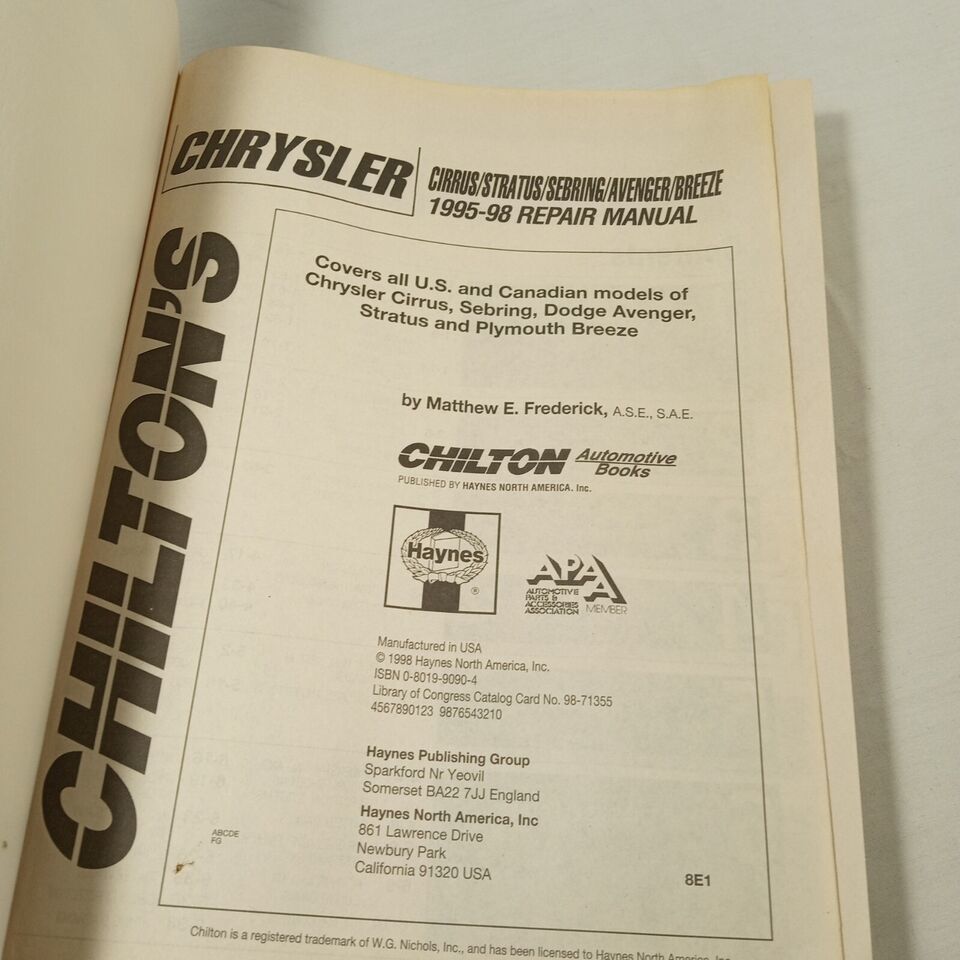 CHILTON'S
CHRYSLER
CIRRUS/STRATUS/SEBRING/AVENGER/BREEZE
1995-98 REPAIR MANUAL
Covers all U.S. and Canadian models of
Chrysler Cirrus, Sebring, Dodge Avenger,
Stratus and Plymouth Breeze
by Matthew E. Frederick, A.S.E., S.A.E.
CHILTON Automotive
Books
PUBLISHED BY HAYNES NORTH AMERICA. Inc.
Haynes
®
APAA
AUTOMOTIVE
PARTS &
ACCESSORIES
ASSOCIATION
MEMBER
Manufactured in USA
© 1998 Haynes North America, Inc.
ISBN 0-8019-9090-4
Library of Congress Catalog Card No. 98-71355
4567890123 9876543210
Haynes Publishing Group
Sparkford Nr Yeovil
Somerset BA22 7JJ England
Haynes North America, Inc
861 Lawrence Drive
Newbury Park
California 91320 USA
ABCDE
FG
8E1
Chilton is a registered trademark of W.G. Nichols, Inc., and has been licensed to Haynes North America, Inc.